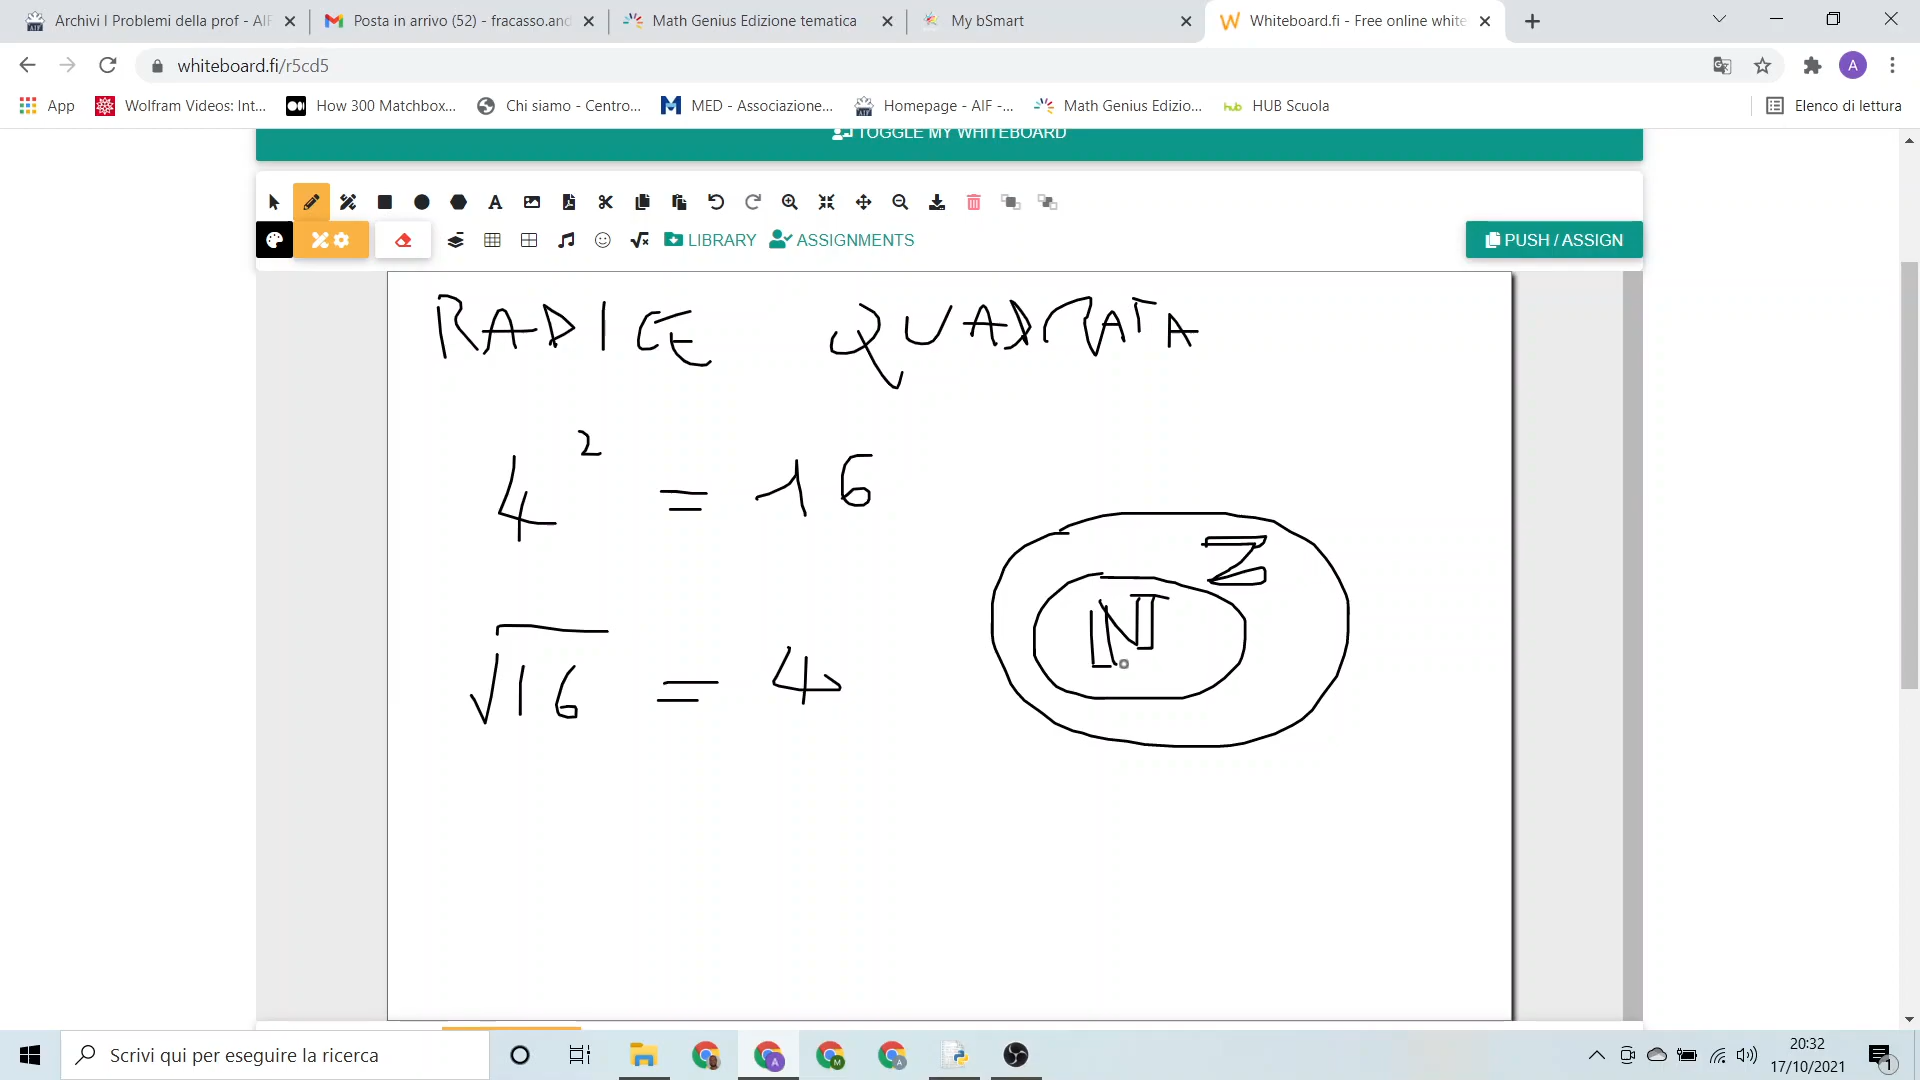 Archivi I Problemi della prof - AIF
Posta in arrivo (52) - fracasso.and
Math Genius Edizione tematica
My bSmart
Whiteboard.fi - Free online white
whiteboard.fi/r5cd5
A
App
Wolfram Videos: Int...
How 300 Matchbox...
Chi siamo - Centro...
MED - Associazione...
Homepage - AIF -...
Math Genius Edizio...
HUB Scuola
Elenco di lettura
TOGGLE MY WHITEBOARD
LIBRARY
ASSIGNMENTS
PUSH / ASSIGN
RADICE QUADRATA
4² = 16
√16 = 4
Z
N
Scrivi qui per eseguire la ricerca
20:32
17/10/2021
1